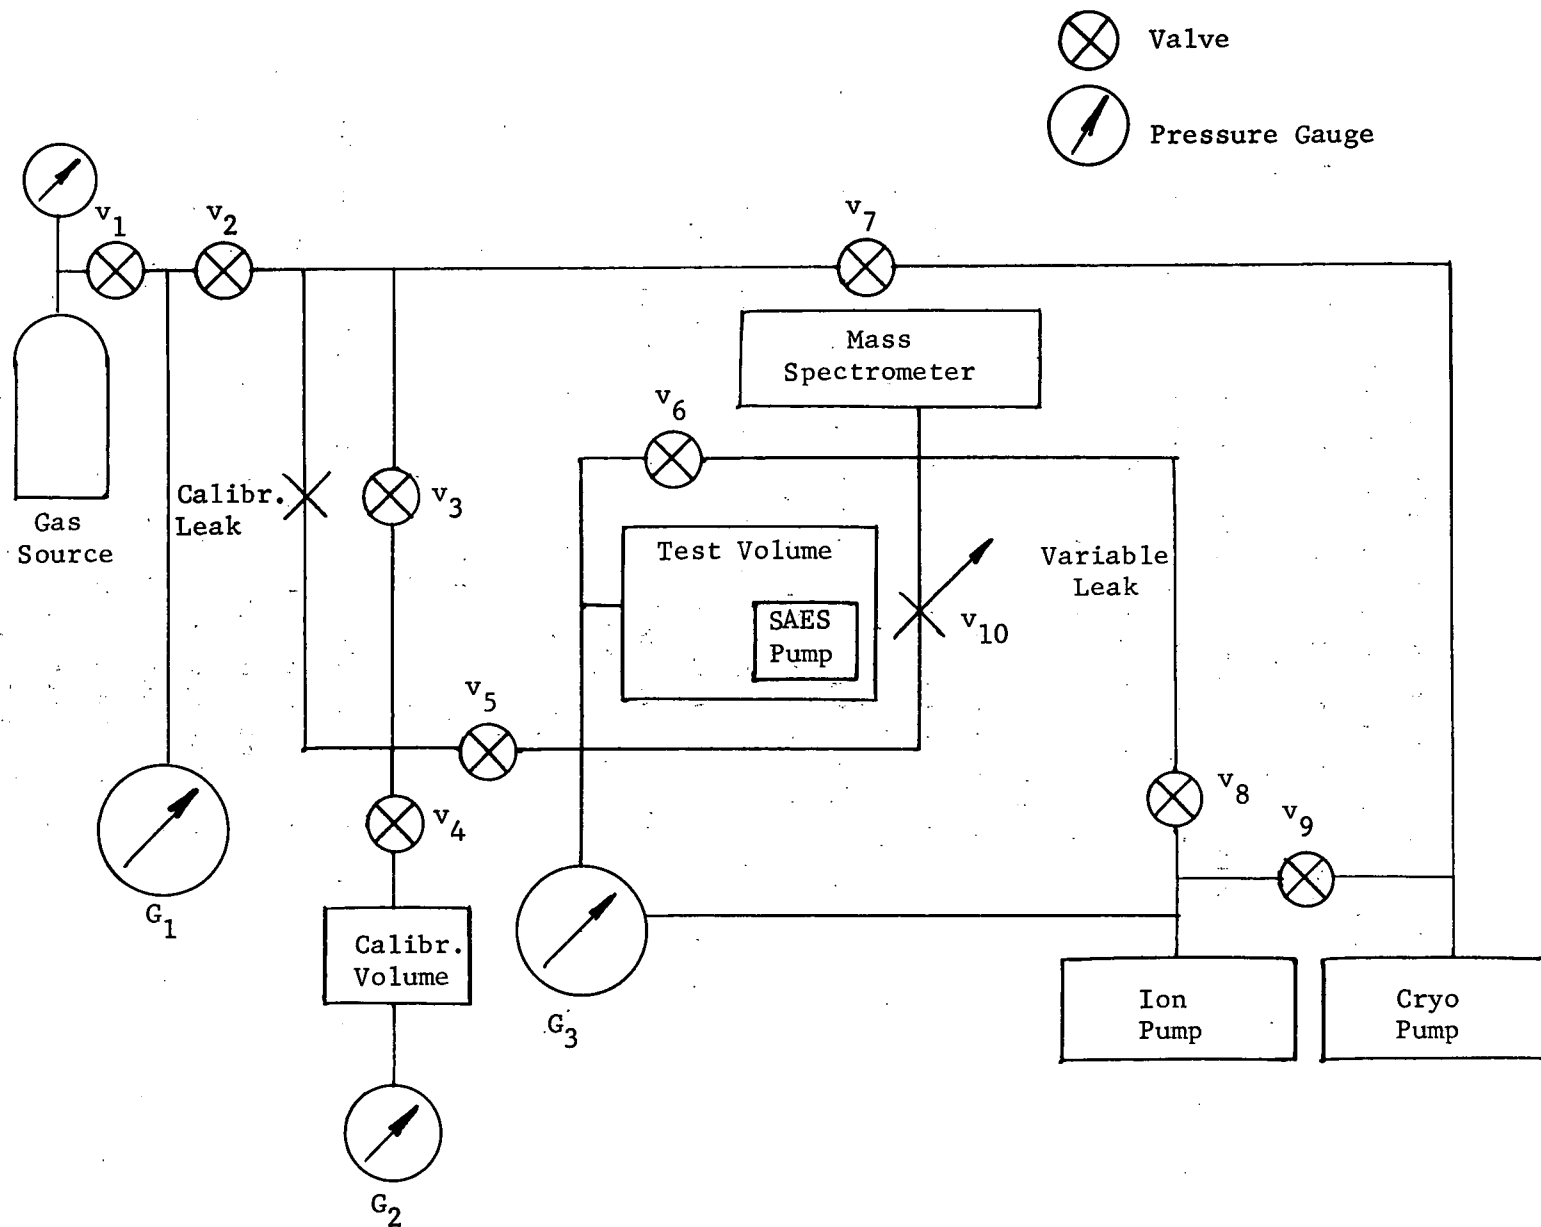 Valve
Pressure Gauge
v1
v2
v7
Mass
Spectrometer
v6
Calibr.
Leak
v3
Gas
Source
Test Volume
SAES
Pump
Variable
Leak
v10
v5
v8
v9
v4
G1
Calibr.
Volume
G3
Ion
Pump
Cryo
Pump
G2